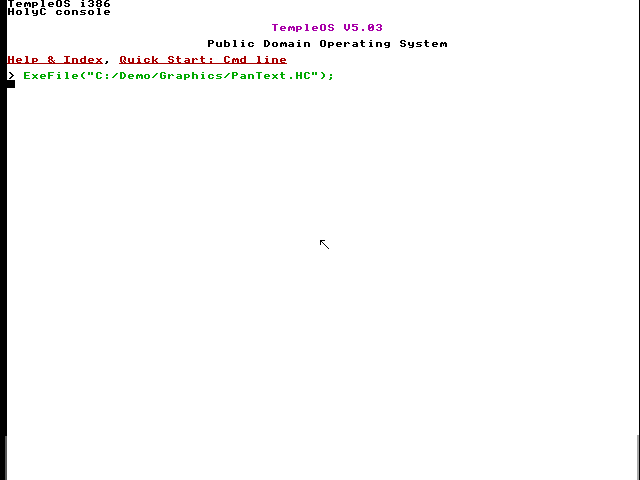 TempleOS i386
HolyC console
TempleOS V5.03
Public Domain Operating System
Help & Index, Quick Start: Cmd line
> ExeFile("C:/Demo/Graphics/PanText.HC");